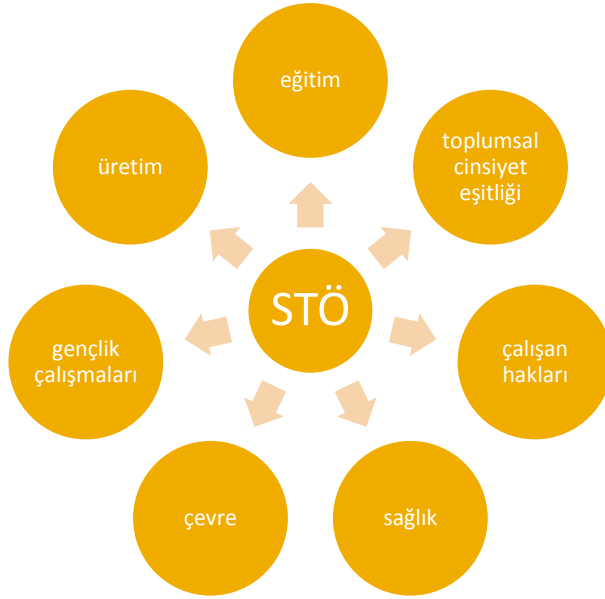 eğitim
toplumsal
cinsiyet
eşitliği
çalışan
hakları
sağlık
çevre
gençlik
çalışmaları
üretim
STÖ